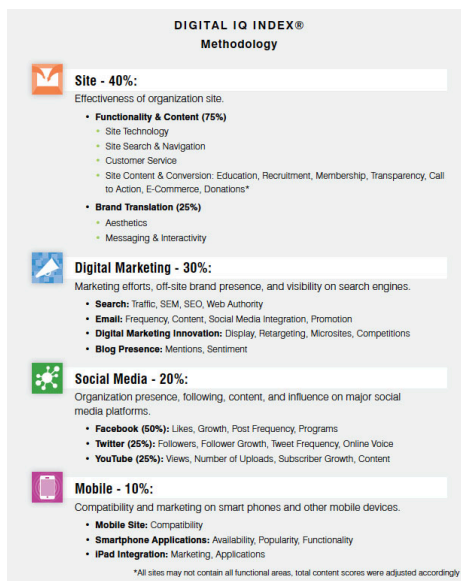 DIGITAL IQ INDEX®
Methodology
Site - 40%:
Effectiveness of organization site.
• Functionality & Content (75%)
• Site Technology
• Site Search & Navigation
• Customer Service
• Site Content & Conversion: Education, Recruitment, Membership, Transparency, Call
to Action, E-Commerce, Donations*
• Brand Translation (25%)
• Aesthetics
• Messaging & Interactivity
Digital Marketing - 30%:
Marketing efforts, off-site brand presence, and visibility on search engines.
• Search: Traffic, SEM, SEO, Web Authority
• Email: Frequency, Content, Social Media Integration, Promotion
• Digital Marketing Innovation: Display, Retargeting, Microsites, Competitions
• Blog Presence: Mentions, Sentiment
Social Media - 20%:
Organization presence, following, content, and influence on major social
media platforms.
• Facebook (50%): Likes, Growth, Post Frequency, Programs
• Twitter (25%): Followers, Follower Growth, Tweet Frequency, Online Voice
• YouTube (25%): Views, Number of Uploads, Subscriber Growth, Content
Mobile - 10%:
Compatibility and marketing on smart phones and other mobile devices.
• Mobile Site: Compatibility
• Smartphone Applications: Availability, Popularity, Functionality
• iPad Integration: Marketing, Applications
*All sites may not contain all functional areas, total content scores were adjusted accordingly